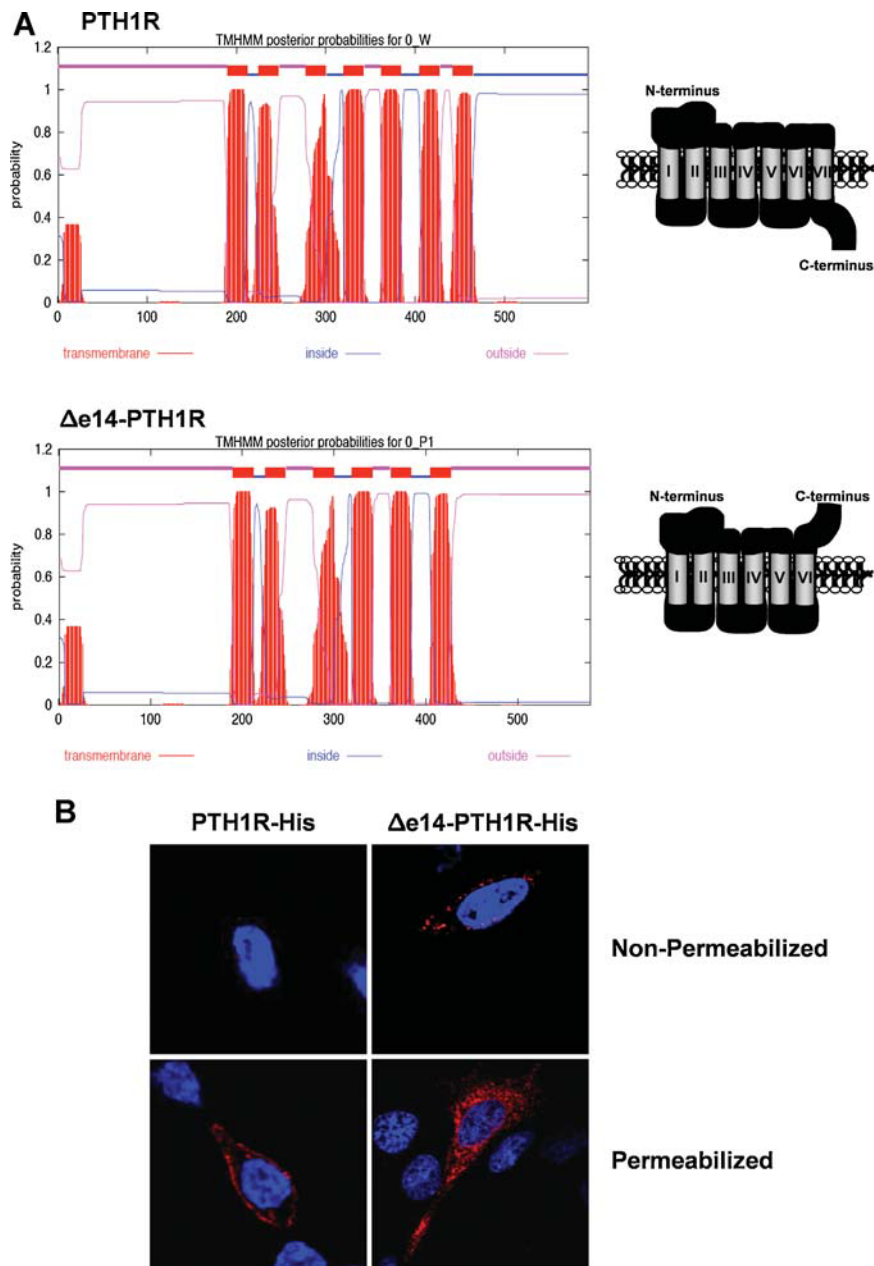 A
PTH1R
TMHMM posterior probabilities for 0_W
1.2
1
0.8
0.6
0.4
0.2
0
probability
0 100 200 300 400 500
transmembrane inside outside
N-terminus
I II III IV V VI VII
C-terminus
Δe14-PTH1R
TMHMM posterior probabilities for 0_P1
1.2
1
0.8
0.6
0.4
0.2
0
probability
0 100 200 300 400 500
transmembrane inside outside
N-terminus C-terminus
I II III IV V VI
B
PTH1R-His Δe14-PTH1R-His
Non-Permeabilized
Permeabilized